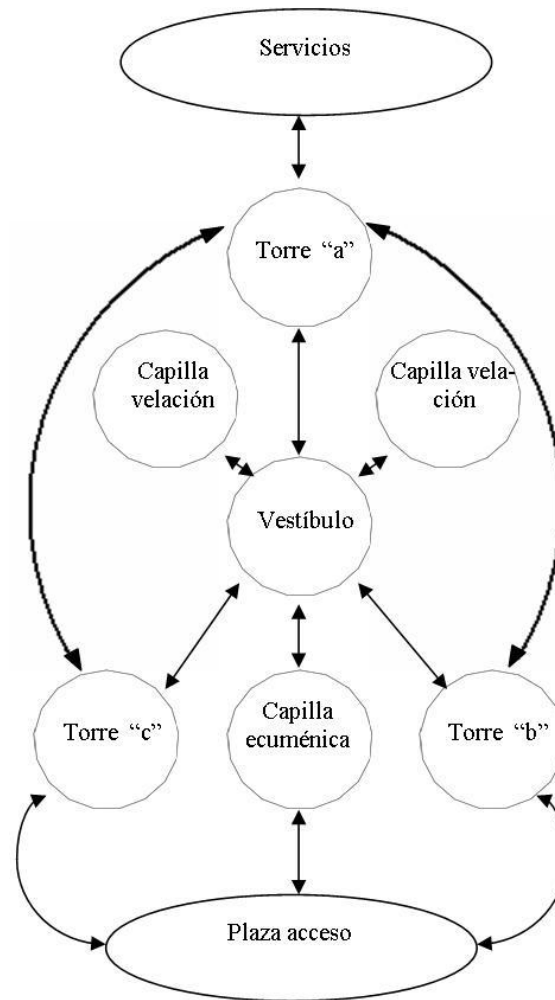 Servicios
Torre “a”
Capilla
velación
Capilla vela-
ción
Vestíbulo
Torre “c”
Capilla
ecuménica
Torre “b”
Plaza acceso